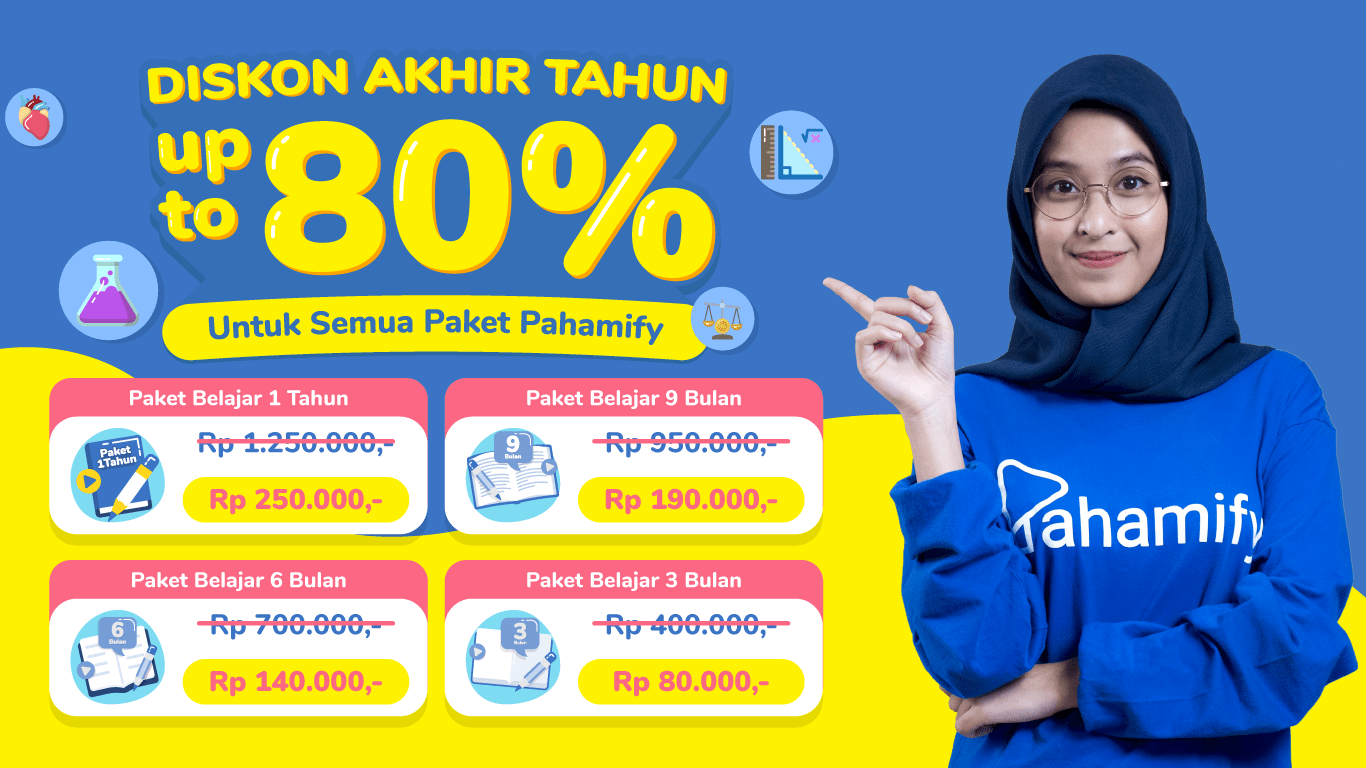 DISKON AKHIR TAHUN
up to 80%
Untuk Semua Paket Pahamify
Paket Belajar 1 Tahun
Paket
1Tahun
Rp 1.250.000,-
Rp 250.000,-
Paket Belajar 9 Bulan
9
Bulan
Rp 950.000,-
Rp 190.000,-
Paket Belajar 6 Bulan
6
Bulan
Rp 700.000,-
Rp 140.000,-
Paket Belajar 3 Bulan
3
Bulan
Rp 400.000,-
Rp 80.000,-
Pahamify
√x